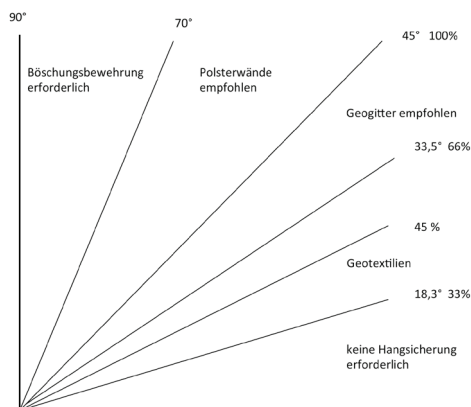 90°
70°
45° 100%
Böschungsbewehrung
erforderlich
Polsterwände
empfohlen
Geogitter empfohlen
33,5° 66%
45 %
Geotextilien
18,3° 33%
keine Hangsicherung
erforderlich